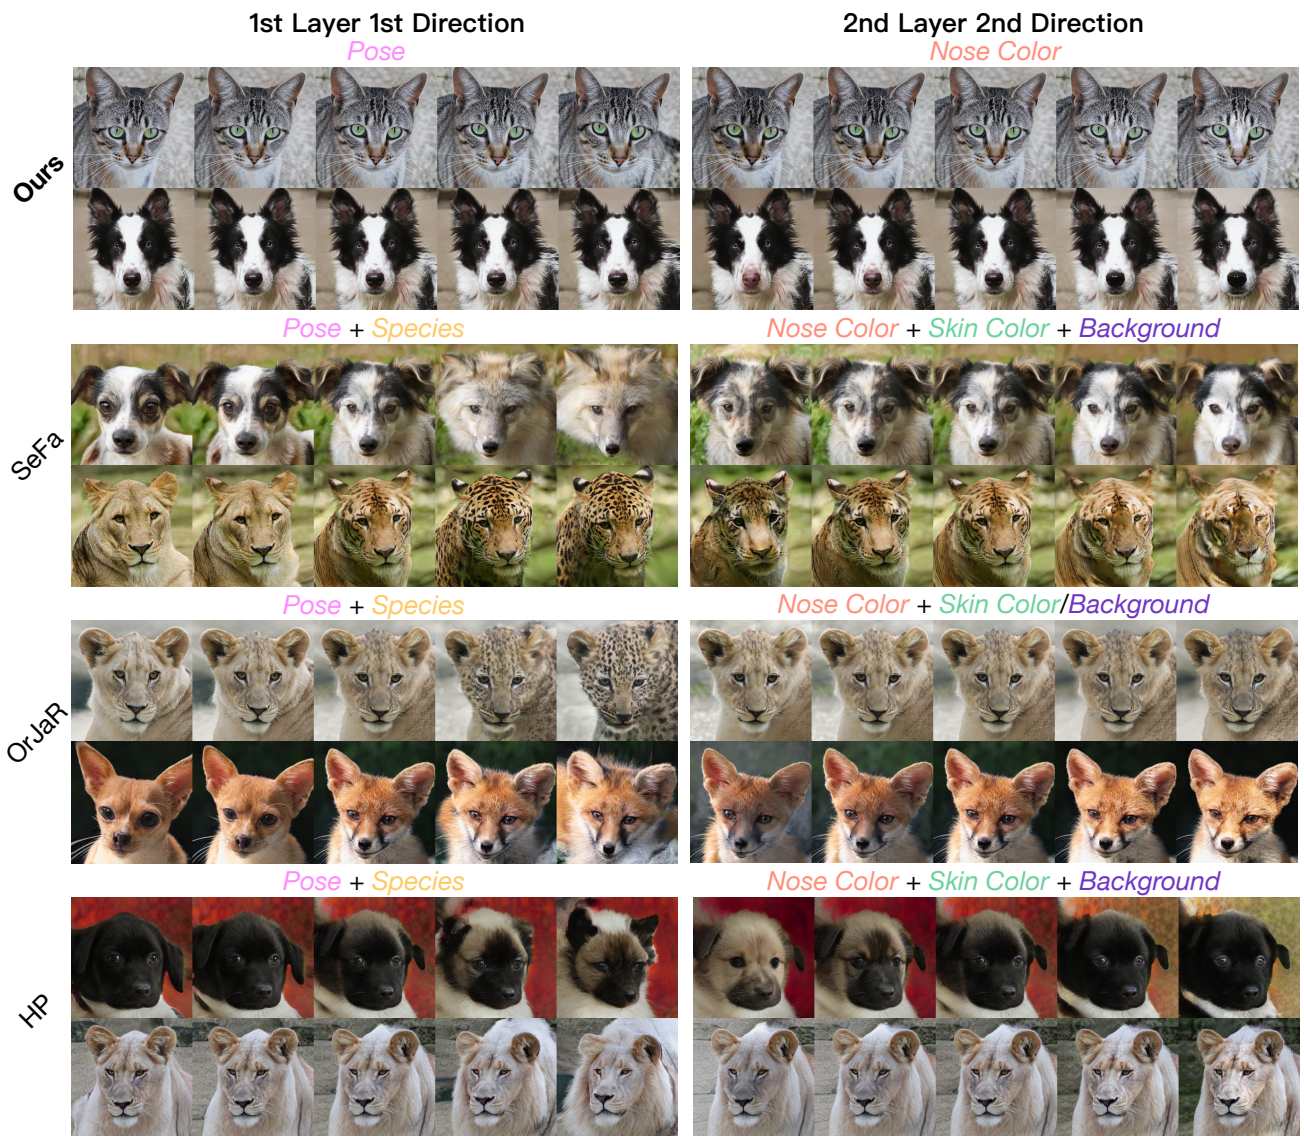 1st Layer 1st Direction
2nd Layer 2nd Direction
Pose
Nose Color
Ours
Pose + Species
Nose Color + Skin Color + Background
SeFa
Pose + Species
Nose Color + Skin Color/Background
OrJaR
Pose + Species
Nose Color + Skin Color + Background
HP